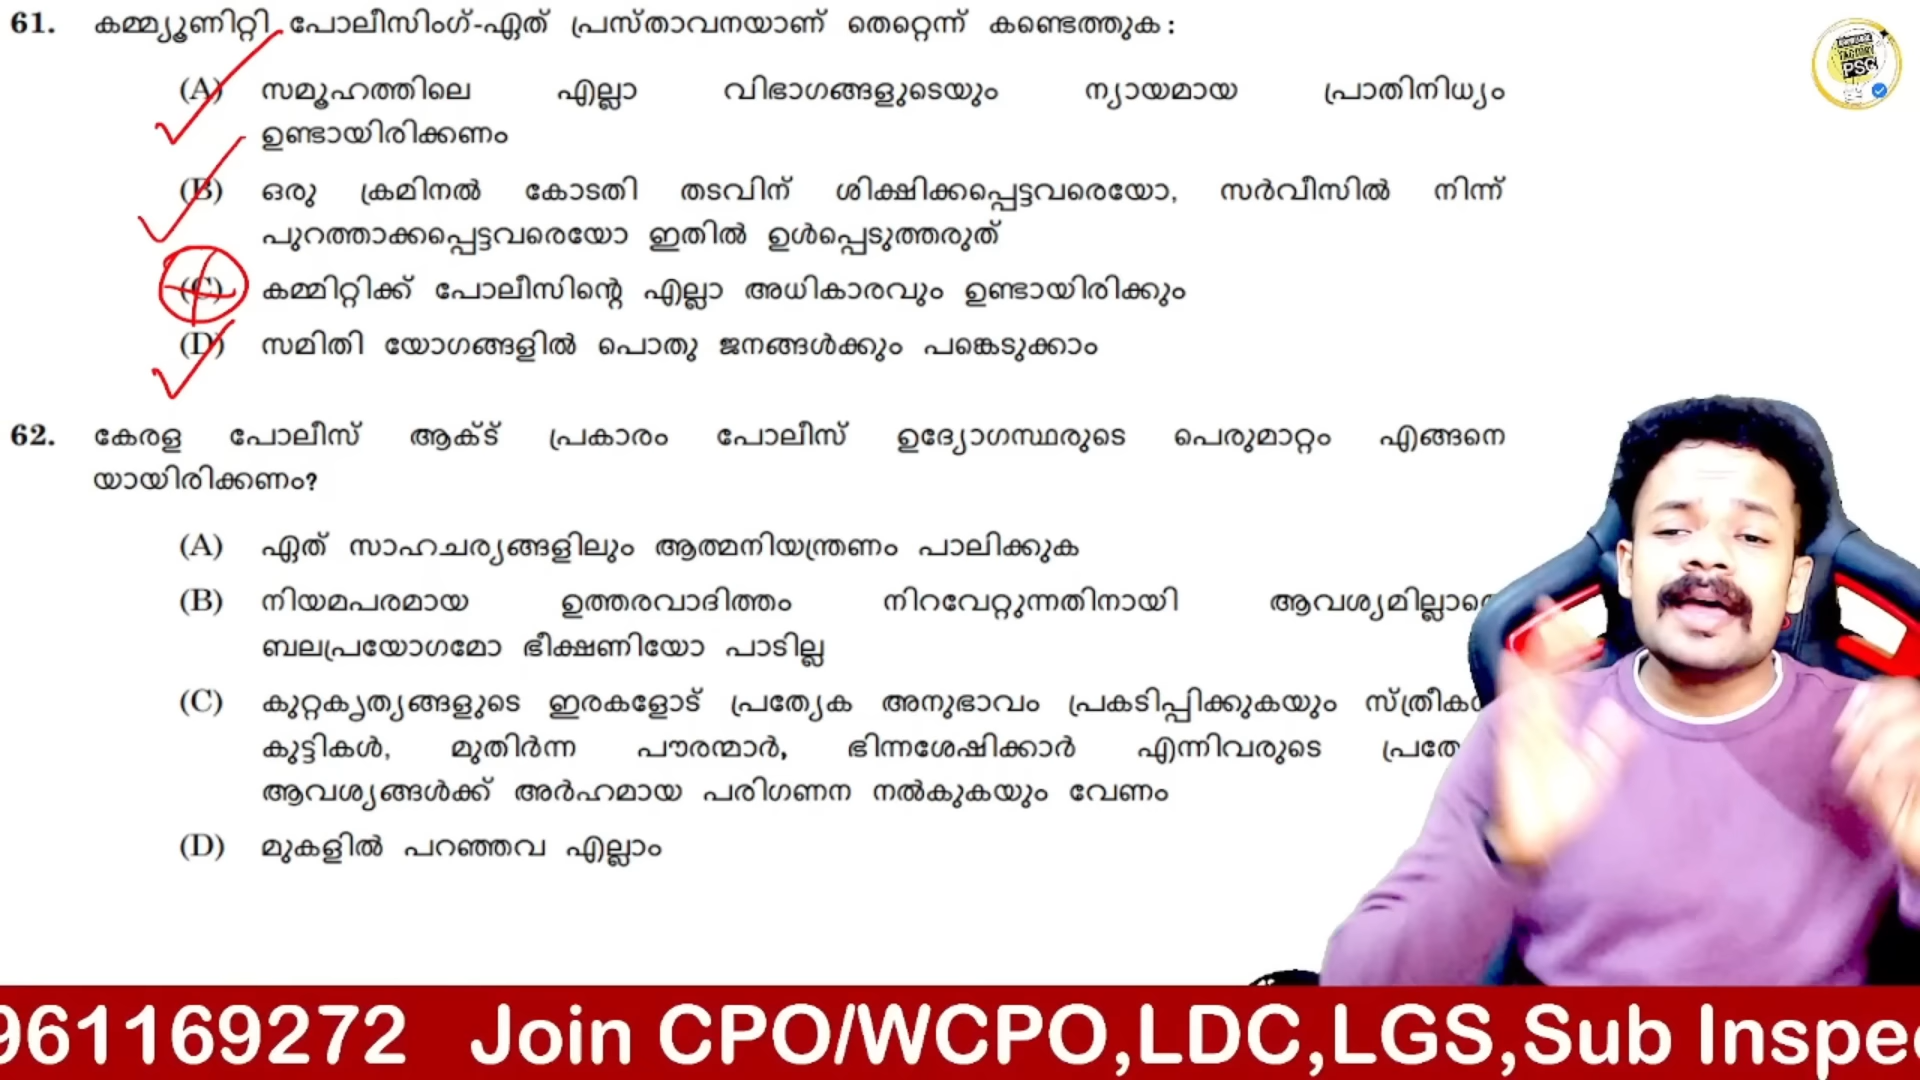 61. കമ്മ്യൂണിറ്റി പോലീസിംഗ്-ഏത് പ്രസ്താവനയാണ് തെറ്റെന്ന് കണ്ടെത്തുക :
(A) സമൂഹത്തിലെ എല്ലാ വിഭാഗങ്ങളുടെയും ന്യായമായ പ്രാതിനിധ്യം
ഉണ്ടായിരിക്കണം
(B) ഒരു ക്രമിനൽ കോടതി തടവിന് ശിക്ഷിക്കപ്പെട്ടവരെയോ, സർവീസിൽ നിന്ന്
പുറത്താക്കപ്പെട്ടവരെയോ ഇതിൽ ഉൾപ്പെടുത്തരുത്
(C) കമ്മിറ്റിക്ക് പോലീസിന്റെ എല്ലാ അധികാരവും ഉണ്ടായിരിക്കും
(D) സമിതി യോഗങ്ങളിൽ പൊതു ജനങ്ങൾക്കും പങ്കെടുക്കാം
62. കേരള പോലീസ് ആക്ട് പ്രകാരം പോലീസ് ഉദ്യോഗസ്ഥരുടെ പെരുമാറ്റം എങ്ങനെ
യായിരിക്കണം?
(A) ഏത് സാഹചര്യങ്ങളിലും ആത്മനിയന്ത്രണം പാലിക്കുക
(B) നിയമപരമായ ഉത്തരവാദിത്തം നിറവേറ്റുന്നതിനായി
ബലപ്രയോഗമോ ഭീക്ഷണിയോ പാടില്ല
(C) കുറ്റകൃത്യങ്ങളുടെ ഇരകളോട് പ്രത്യേക അനുഭാവം പ്രകടിപ്പിക്കുകയും
കുട്ടികൾ, മുതിർന്ന പൗരന്മാർ, ഭിന്നശേഷിക്കാർ എന്നിവരുടെ
ആവശ്യങ്ങൾക്ക് അർഹമായ പരിഗണന നൽകുകയും വേണം
(D) മുകളിൽ പറഞ്ഞവ എല്ലാം
PSC
961169272 Join CPO/WCPO,LDC,LGS,Sub Inspe